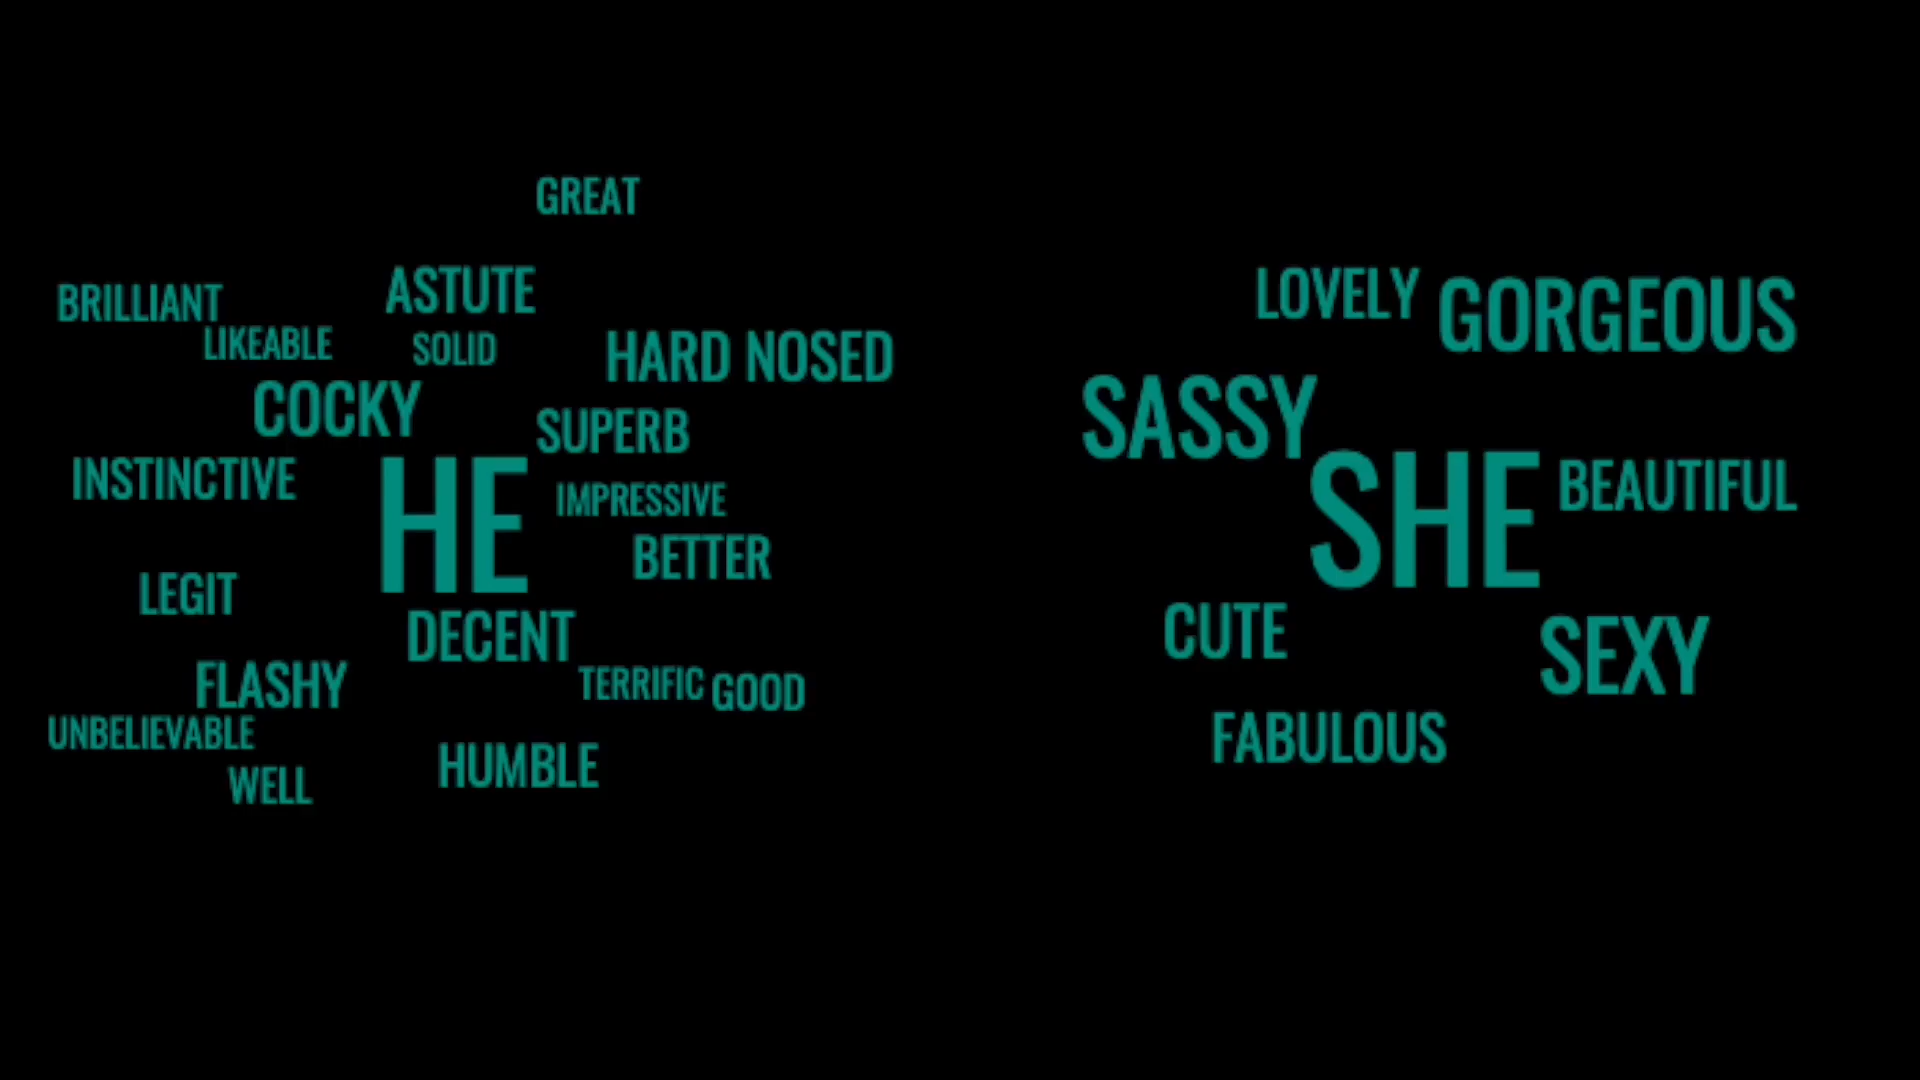 GREAT
BRILLIANT
ASTUTE
LIKEABLE
SOLID
HARD NOSED
COCKY
SUPERB
INSTINCTIVE
HE
IMPRESSIVE
BETTER
LEGIT
DECENT
FLASHY
TERRIFIC
GOOD
UNBELIEVABLE
WELL
HUMBLE
LOVELY
GORGEOUS
SASSY
SHE
BEAUTIFUL
CUTE
SEXY
FABULOUS